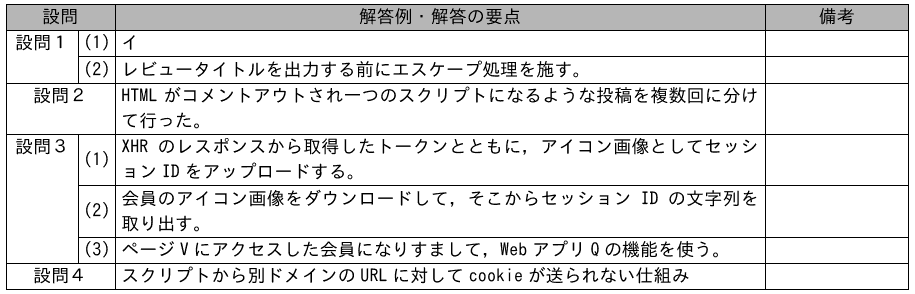 設問 解答例・解答の要点 備考
設問１ (1) イ
(2) レビュータイトルを出力する前にエスケープ処理を施す。
設問２ HTML がコメントアウトされ一つのスクリプトになるような投稿を複数回に分け
て行った。
設問３ (1) XHR のレスポンスから取得したトークンとともに，アイコン画像としてセッシ
ョン ID をアップロードする。
(2) 会員のアイコン画像をダウンロードして，そこからセッション ID の文字列を
取り出す。
(3) ページ V にアクセスした会員になりすまして，Web アプリ Q の機能を使う。
設問４ スクリプトから別ドメインの URL に対して cookie が送られない仕組み